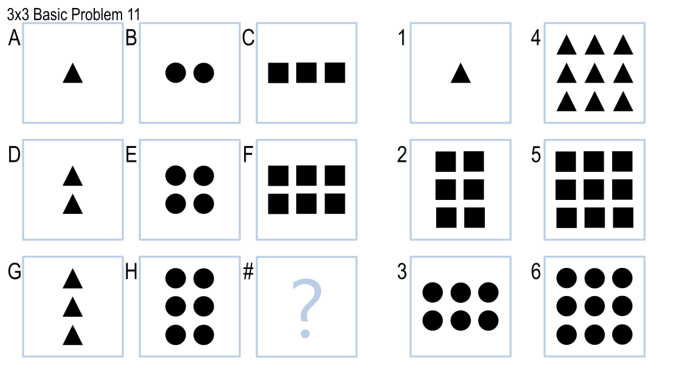 3x3 Basic Problem 11
A B C 1 4
D E F 2 5
G H # ? 3 6